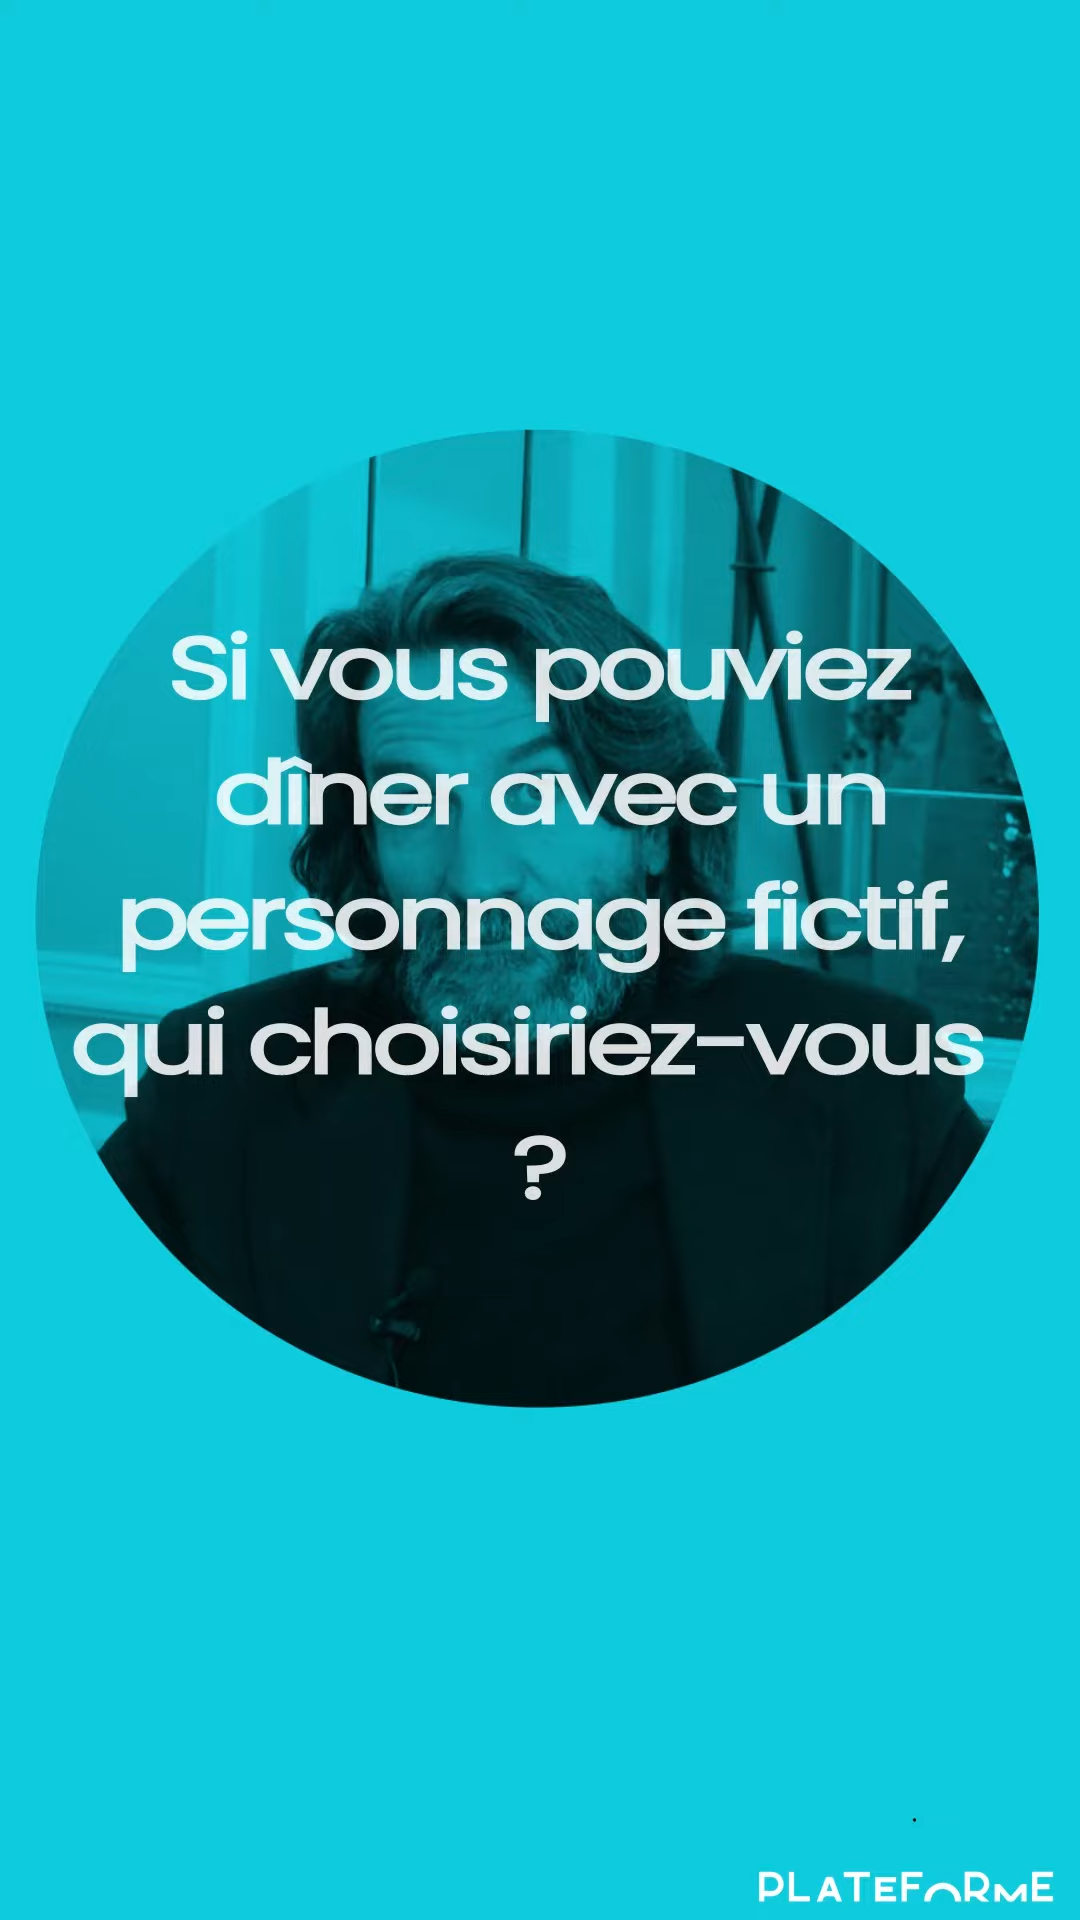 Si vous pouviez
dîner avec un
personnage fictif,
qui choisiriez-vous
?
PLATEFORME